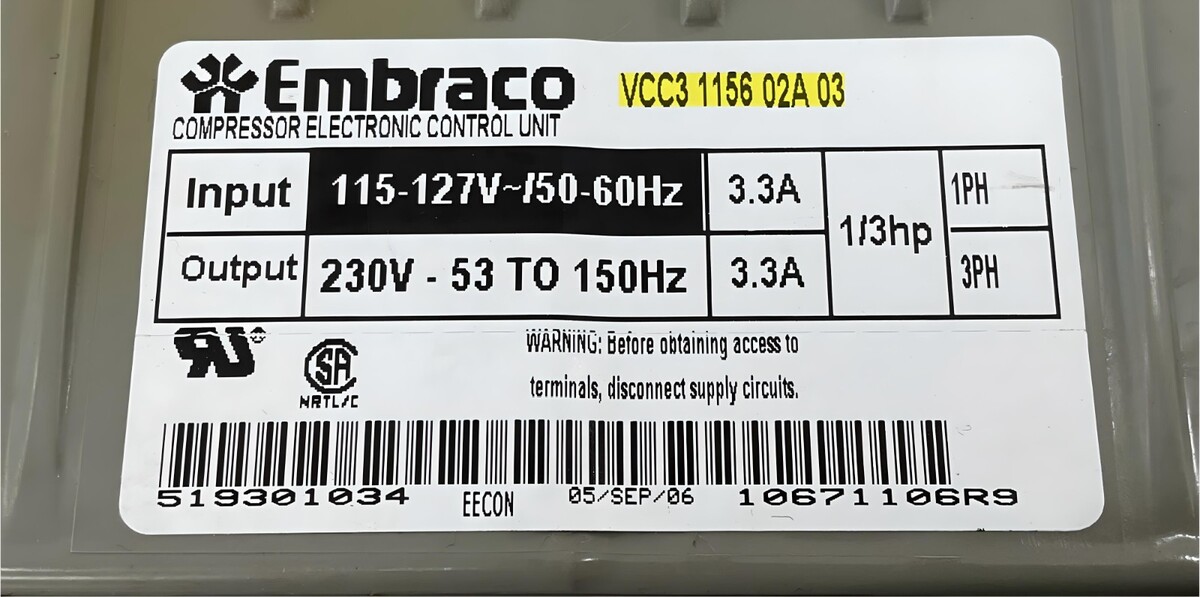 Embraco
VCC3 1156 02A 03
COMPRESSOR ELECTRONIC CONTROL UNIT
Input 115-127V~/50-60Hz 3.3A 1/3hp 1PH
Output 230V - 53 TO 150Hz 3.3A 3PH
WARNING: Before obtaining access to
terminals, disconnect supply circuits.
SA
NRTL/C
519301034 EECON 05/SEP/06 10671106R9